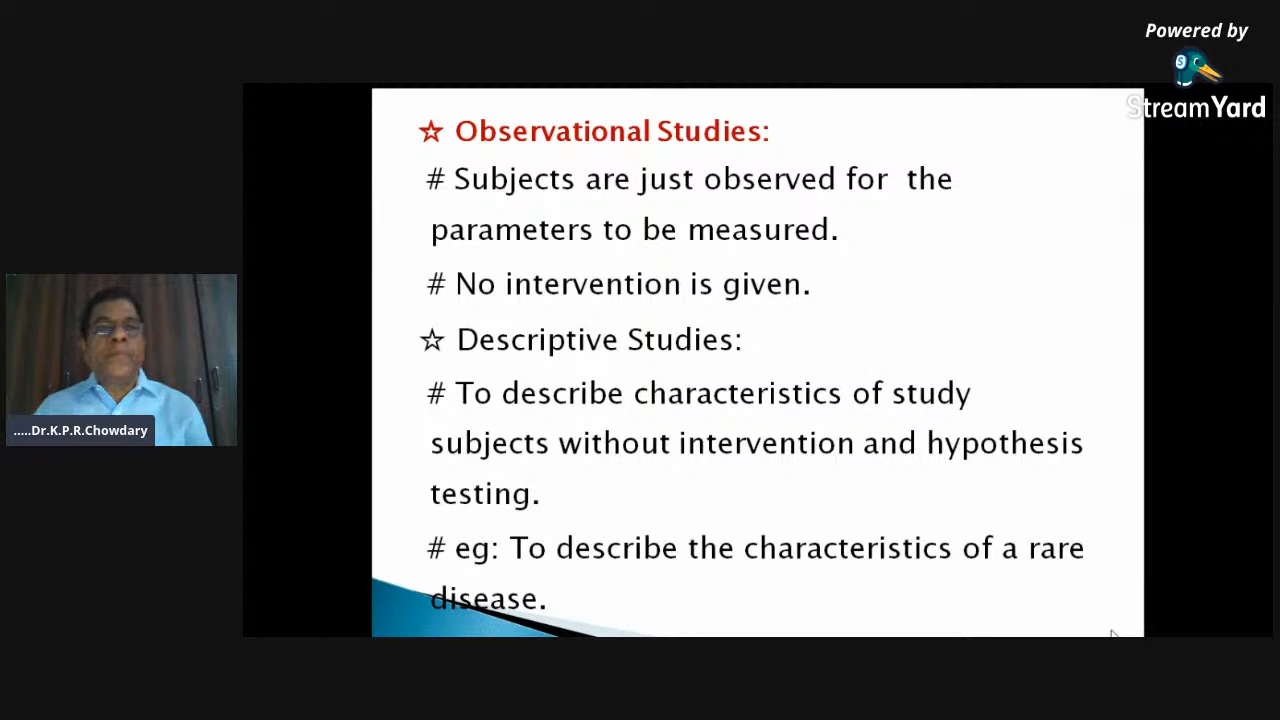 Powered by
StreamYard
☆ Observational Studies:
# Subjects are just observed for the
parameters to be measured.
# No intervention is given.
☆ Descriptive Studies:
# To describe characteristics of study
subjects without intervention and hypothesis
testing.
# eg: To describe the characteristics of a rare
disease.
.....Dr.K.P.R.Chowdary